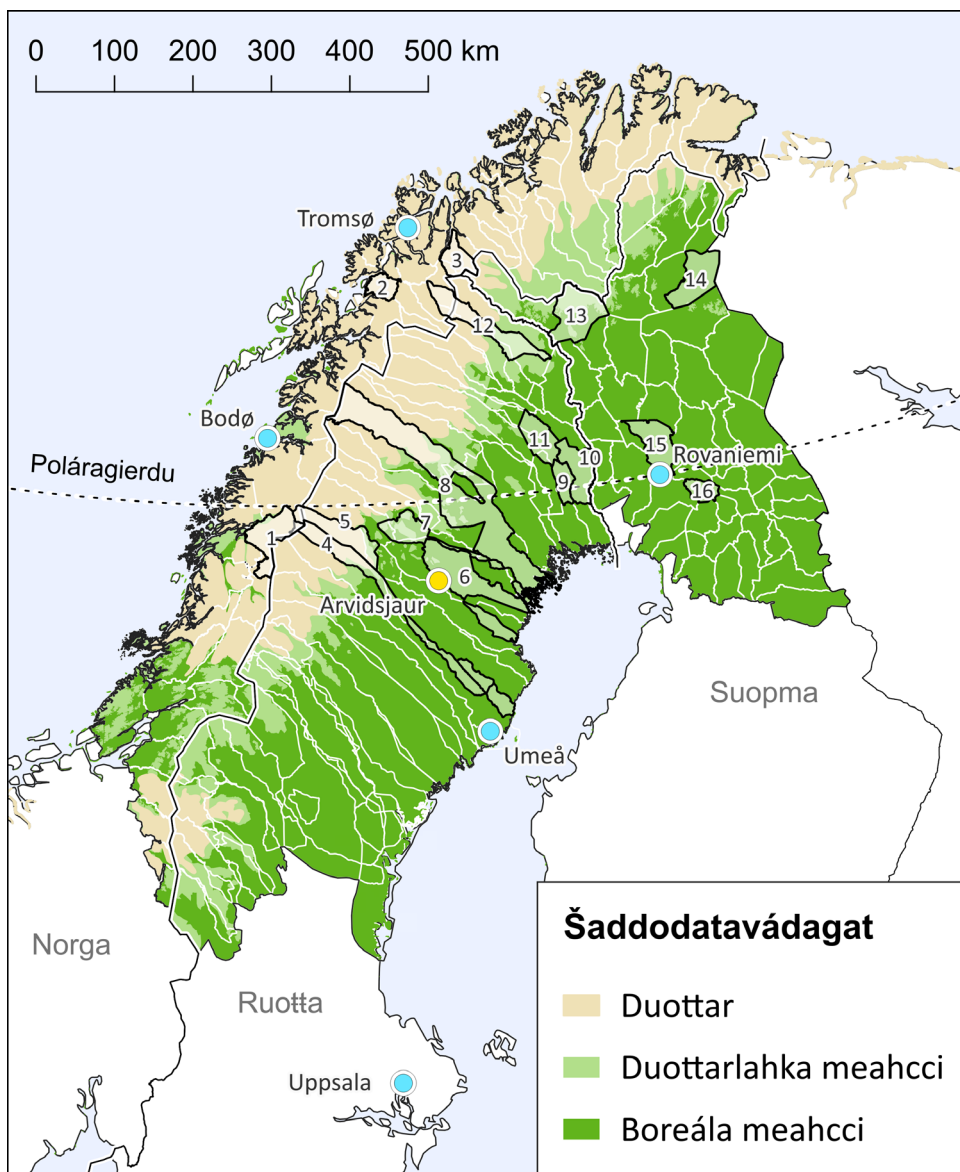 0 100 200 300 400 500 km
Tromsø
3
2
14
13
12
Bodø
11
10
15
Rovaniemi
Poláragierdu
8
9
16
5
7
1
4
6
Arvidsjaur
Suopma
Umeå
Norga
Ruoŧŧa
Uppsala
Šaddodatavádagat
Duottar
Duottarlahka meahcci
Boreála meahcci